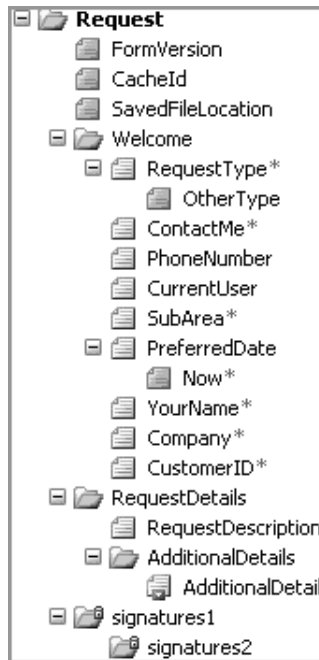 Request
FormVersion
CacheId
SavedFileLocation
Welcome
RequestType*
OtherType
ContactMe*
PhoneNumber
CurrentUser
SubArea*
PreferredDate
Now*
YourName*
Company*
CustomerID*
RequestDetails
RequestDescription
AdditionalDetails
AdditionalDetail
signatures1
signatures2